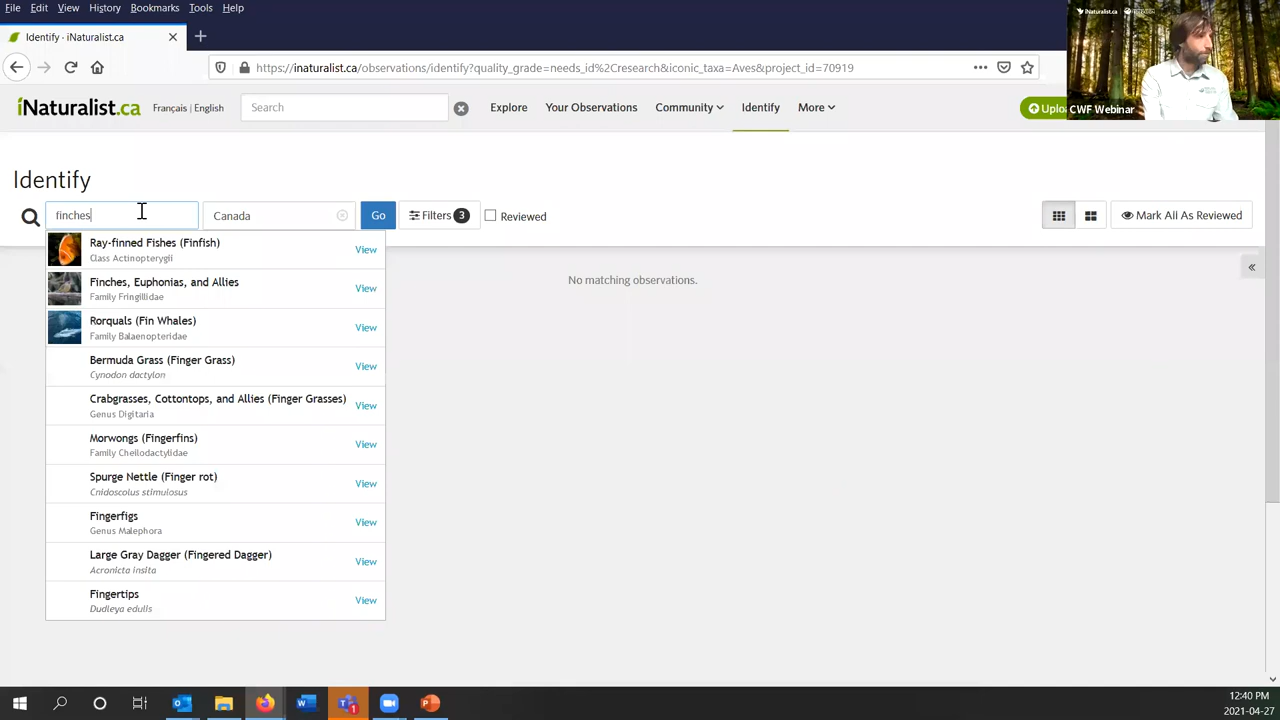 File Edit View History Bookmarks Tools Help
Identify · iNaturalist.ca
https://inaturalist.ca/observations/identify?quality_grade=needs_id%2Cresearch&iconic_taxa=Aves&project_id=70919
iNaturalist.ca Français | English Search Explore Your Observations Community Identify More
CWF Webinar
Identify
finches Canada Go Filters 3 Reviewed Mark All As Reviewed
No matching observations.
Ray-finned Fishes (Finfish)
Class Actinopterygii
View
Finches, Euphonias, and Allies
Family Fringillidae
View
Rorquals (Fin Whales)
Family Balaenopteridae
View
Bermuda Grass (Finger Grass)
Cynodon dactylon
View
Crabgrasses, Cottontops, and Allies (Finger Grasses)
Genus Digitaria
View
Morwongs (Fingerfins)
Family Cheilodactylidae
View
Spurge Nettle (Finger rot)
Cnidoscolus stimulosus
View
Fingerfigs
Genus Malephora
View
Large Gray Dagger (Fingered Dagger)
Acronicta insita
View
Fingertips
Dudleya edulis
View
12:40 PM
2021-04-27